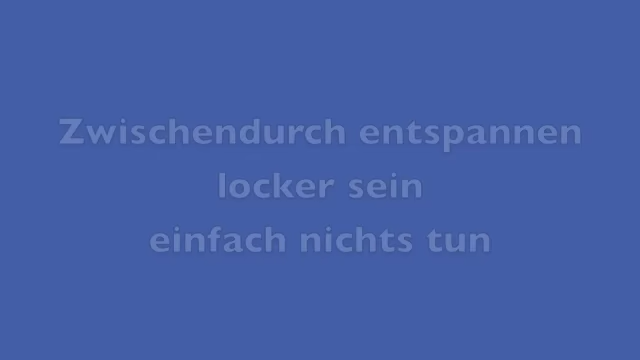 Zwischendurch entspannen
locker sein
einfach nichts tun